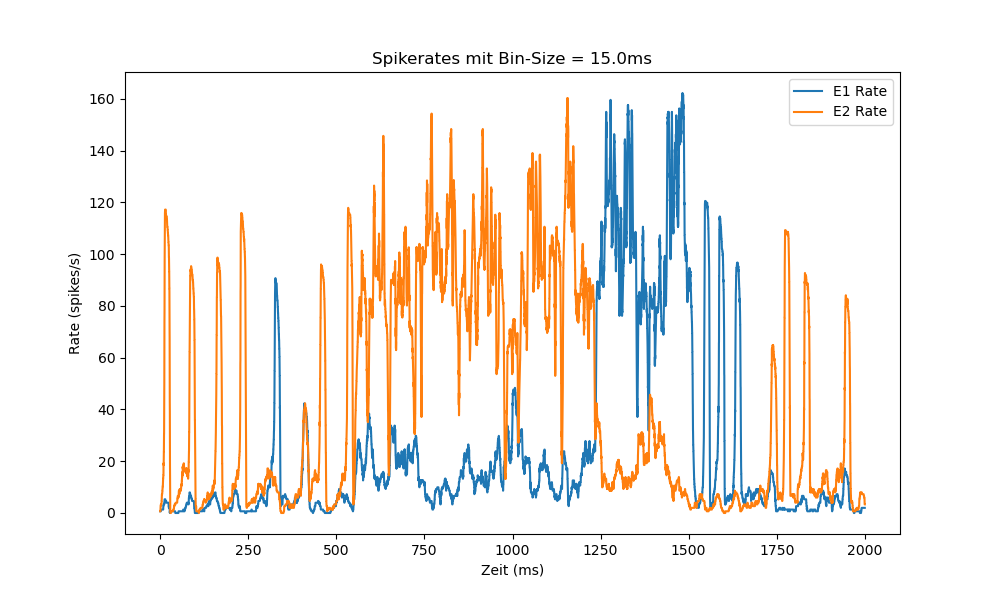 Spikerates mit Bin-Size = 15.0ms
E1 Rate
E2 Rate
160
140
120
100
80
60
40
20
0
Rate (spikes/s)
0 250 500 750 1000 1250 1500 1750 2000
Zeit (ms)